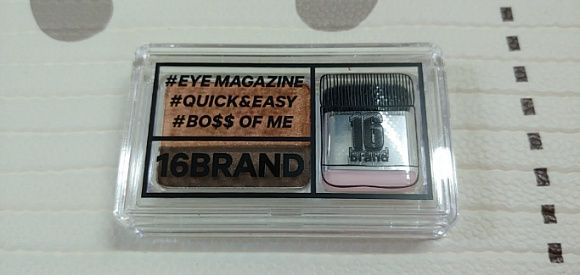 #EYE MAGAZINE
#QUICK&EASY
#BO$$ OF ME
16BRAND
16
brand